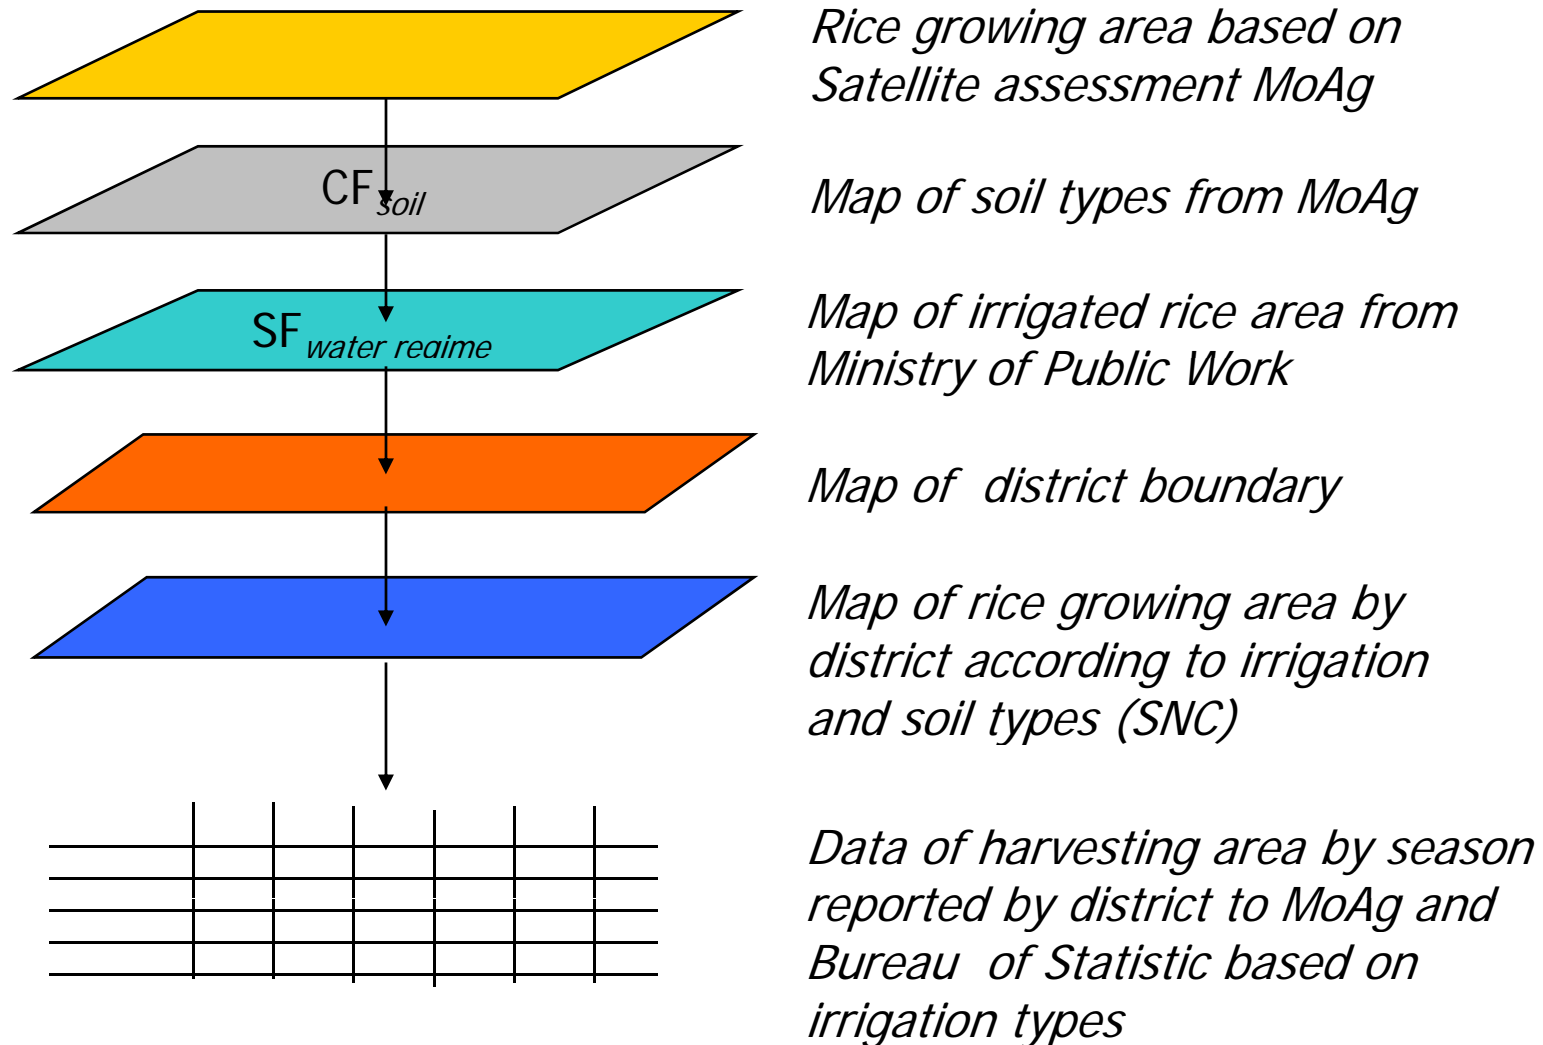 Rice growing area based on
Satellite assessment MoAg
CF soil
Map of soil types from MoAg
SF water regime
Map of irrigated rice area from
Ministry of Public Work
Map of district boundary
Map of rice growing area by
district according to irrigation
and soil types (SNC)
Data of harvesting area by season
reported by district to MoAg and
Bureau of Statistic based on
irrigation types